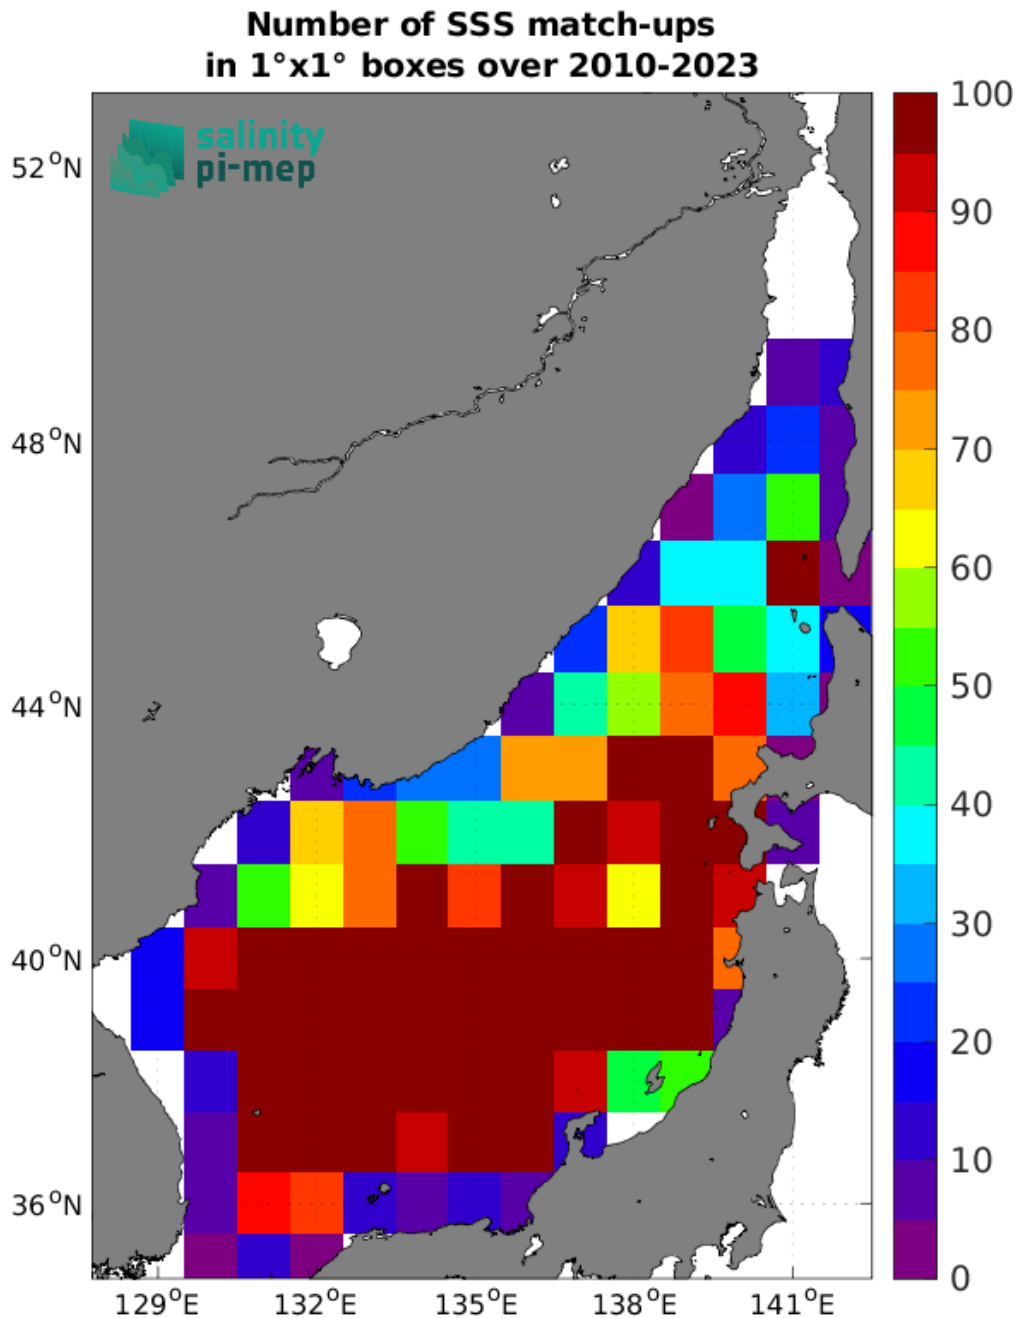 Number of SSS match-ups
in 1°x1° boxes over 2010-2023
salinity
pi-mep
52°N
48°N
44°N
40°N
36°N
129°E
132°E
135°E
138°E
141°E
100
90
80
70
60
50
40
30
20
10
0